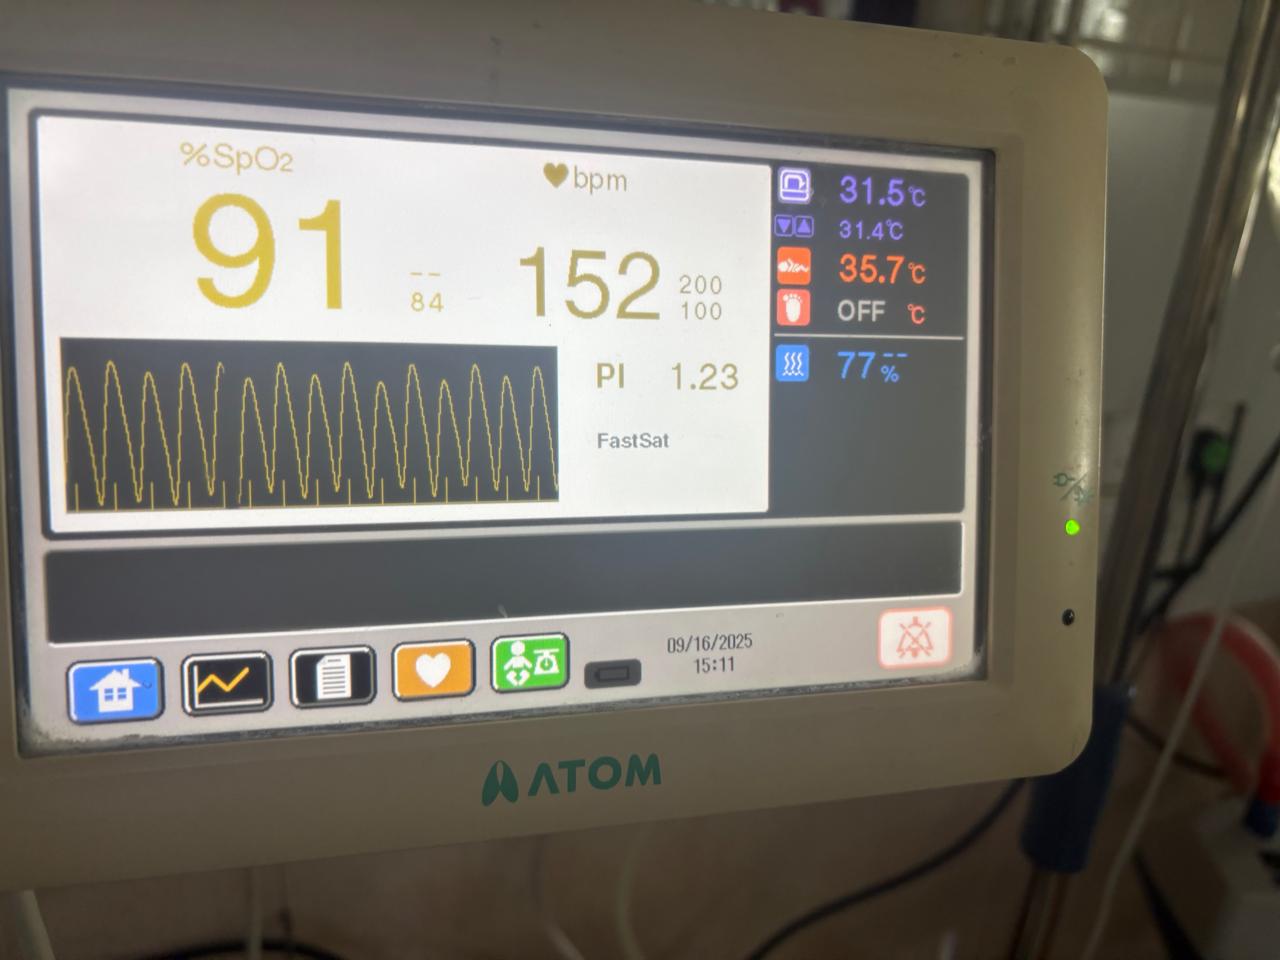 %SpO2
91
--
84
bpm
152
200
100
PI 1.23
FastSat
31.5°C
31.4°C
35.7°C
OFF °C
77 --
%
09/16/2025
15:11
ATOM